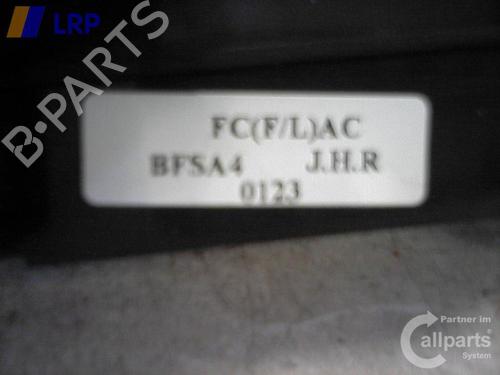 LRP
B-PARTS
FC(F/L)AC
BFSA4 J.H.R
0123
Partner im
Callparts
System